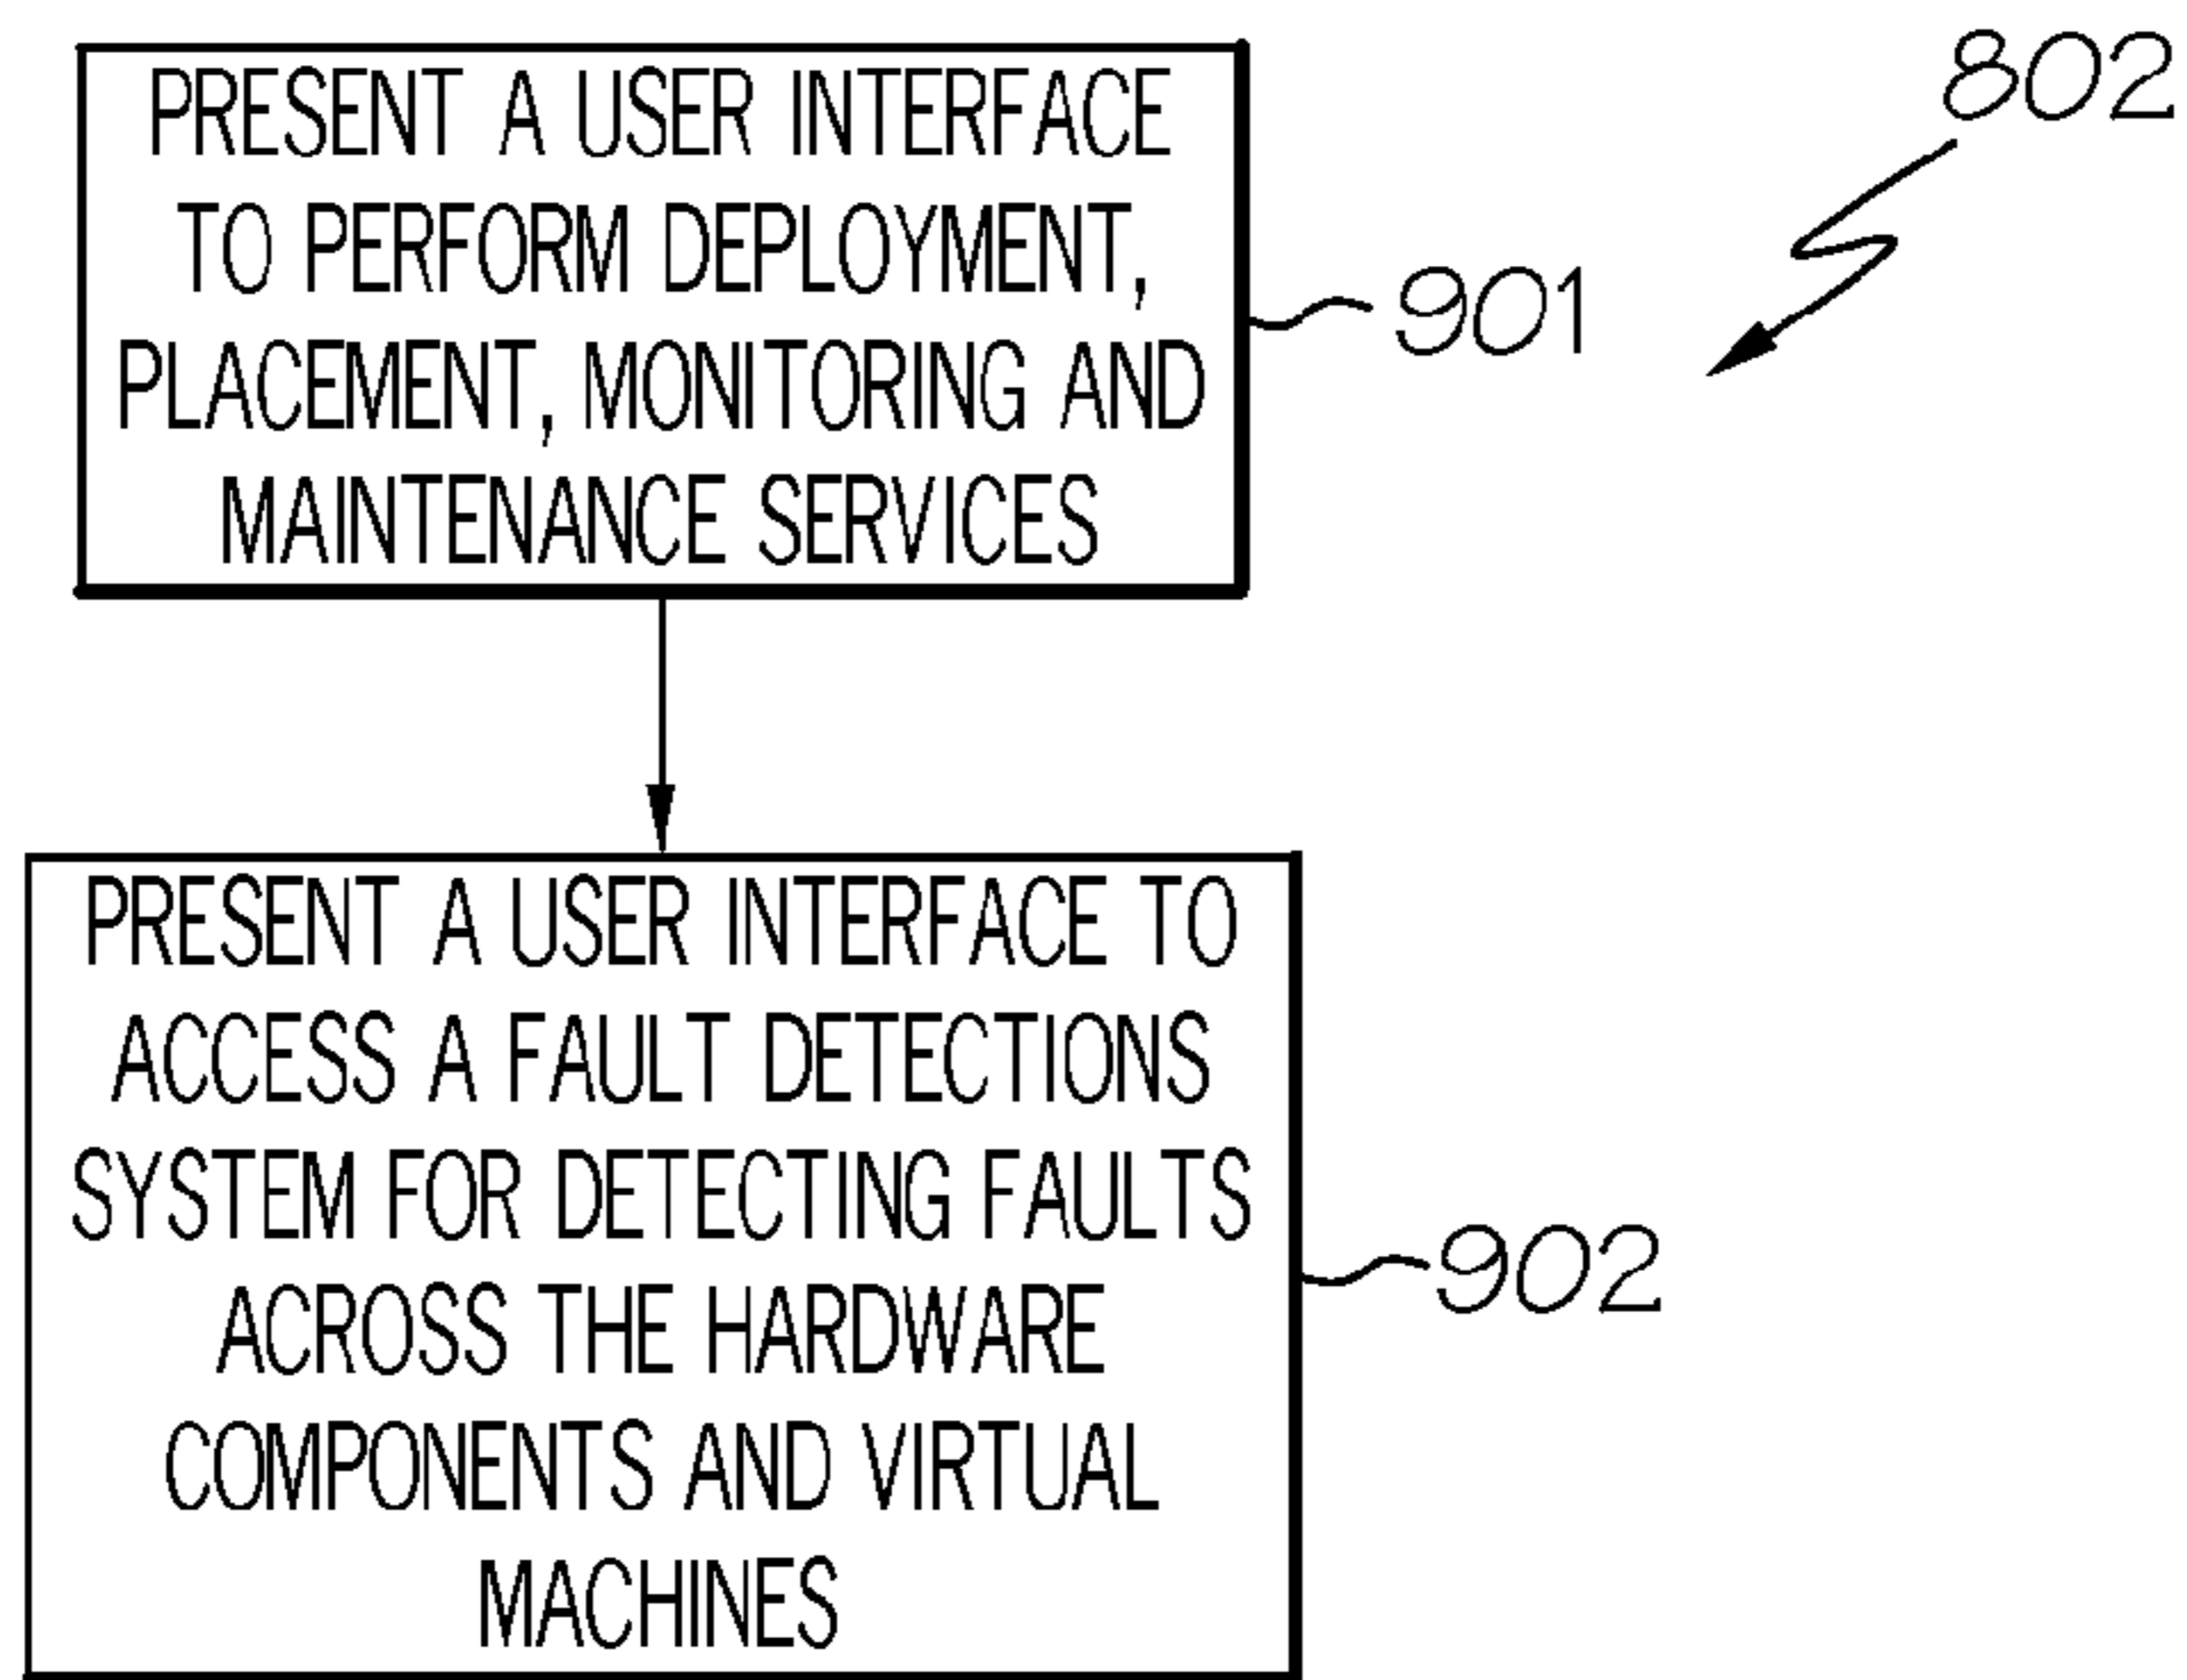 PRESENT A USER INTERFACE
TO PERFORM DEPLOYMENT,
PLACEMENT, MONITORING AND
MAINTENANCE SERVICES
802
901
PRESENT A USER INTERFACE TO
ACCESS A FAULT DETECTIONS
SYSTEM FOR DETECTING FAULTS
ACROSS THE HARDWARE
COMPONENTS AND VIRTUAL
MACHINES
902